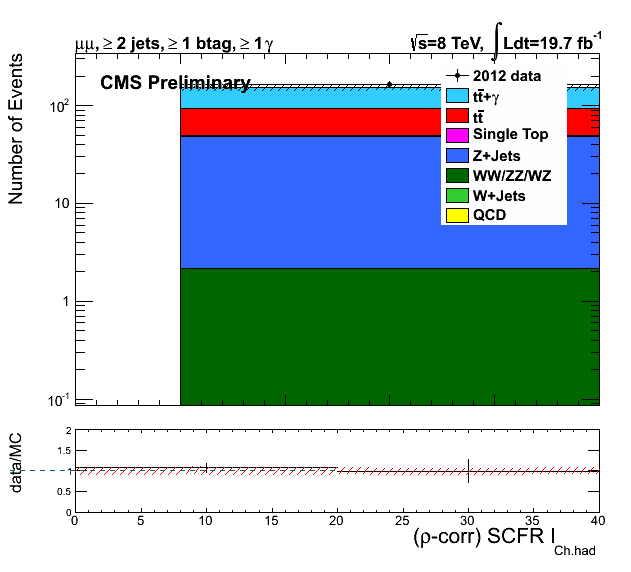 μμ, ≥ 2 jets, ≥ 1 btag, ≥ 1 γ
√s=8 TeV, ∫ Ldt=19.7 fb⁻¹
CMS Preliminary
2012 data
tt̄+γ
tt̄
Single Top
Z+Jets
WW/ZZ/WZ
W+Jets
QCD
Number of Events
10²
10
1
10⁻¹
data/MC
2
1.5
1
0.5
0
0 5 10 15 20 25 30 35 40
(ρ-corr) SCFR I_Ch.had